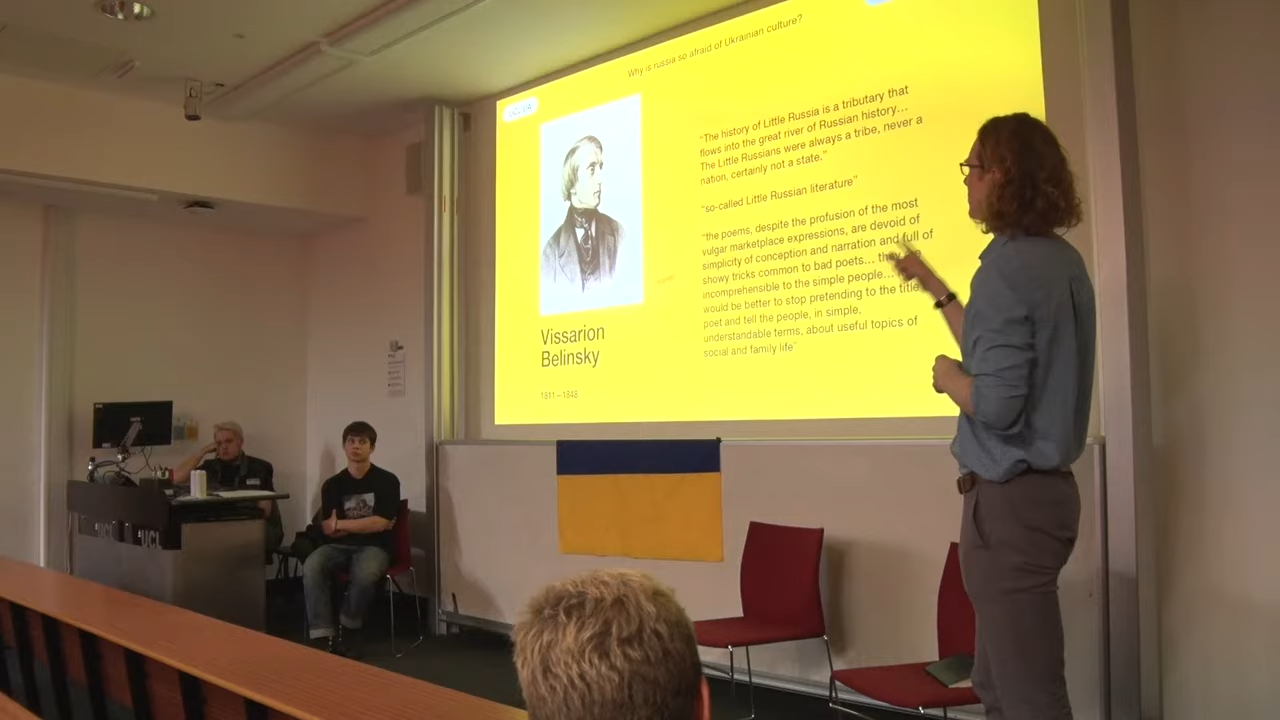 Why is russia so afraid of Ukrainian culture?
"The history of Little Russia is a tributary that
flows into the great river of Russian history…
The Little Russians were always a tribe, never a
nation, certainly not a state."
"so-called Little Russian literature"
"the poems, despite the profusion of the most
vulgar marketplace expressions, are devoid of
simplicity of conception and narration and full of
showy tricks common to bad poets… they
incomprehensible to the simple people…
would be better to stop pretending to the title
poet and tell the people, in simple,
understandable terms, about useful topics of
social and family life"
Vissarion
Belinsky
1811 – 1848
UCL
UCL